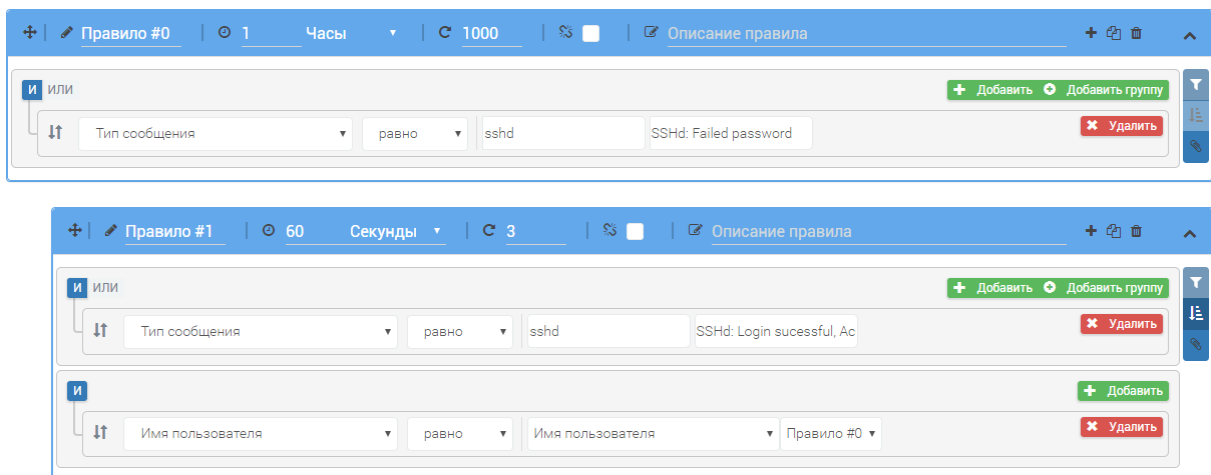 Правило #0 1 Часы 1000 Описание правила
И ИЛИ Добавить Добавить группу
Тип сообщения равно sshd SSHd: Failed password Удалить
Правило #1 60 Секунды 3 Описание правила
И ИЛИ Добавить Добавить группу
Тип сообщения равно sshd SSHd: Login sucessful, Ac Удалить
И Добавить
Имя пользователя равно Имя пользователя Правило #0 Удалить